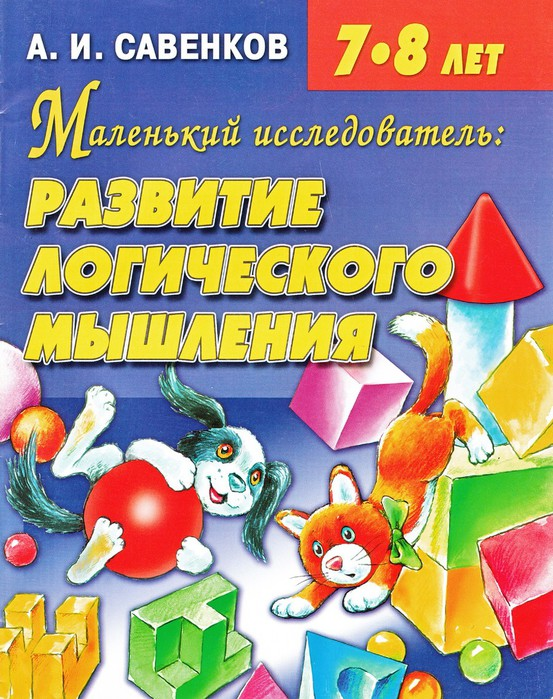 А. И. САВЕНКОВ
7•8 ЛЕТ
Маленький исследователь:
РАЗВИТИЕ
ЛОГИЧЕСКОГО
МЫШЛЕНИЯ